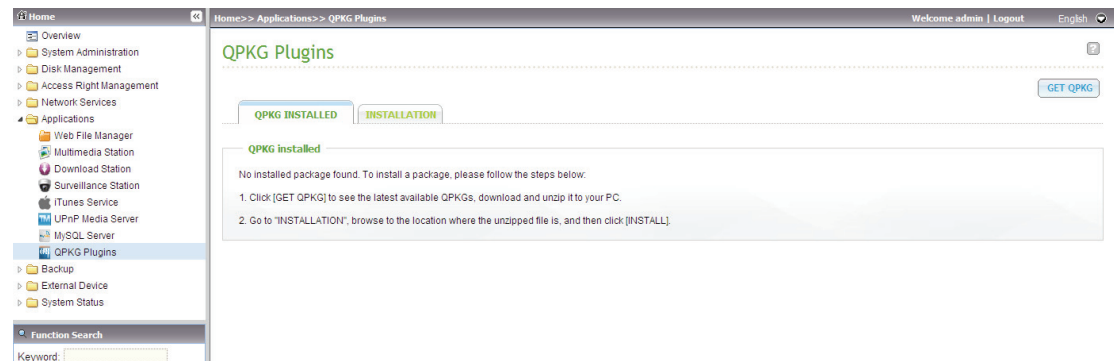 Home
Overview
System Administration
Disk Management
Access Right Management
Network Services
Applications
Web File Manager
Multimedia Station
Download Station
Surveillance Station
iTunes Service
UPnP Media Server
MySQL Server
QPKG Plugins
Backup
External Device
System Status
Function Search
Keyword:
Home>> Applications>> QPKG Plugins
Welcome admin | Logout
English
QPKG Plugins
?
GET QPKG
QPKG INSTALLED
INSTALLATION
QPKG installed
No installed package found. To install a package, please follow the steps below:
1. Click [GET QPKG] to see the latest available QPKGs, download and unzip it to your PC.
2. Go to "INSTALLATION", browse to the location where the unzipped file is, and then click [INSTALL].